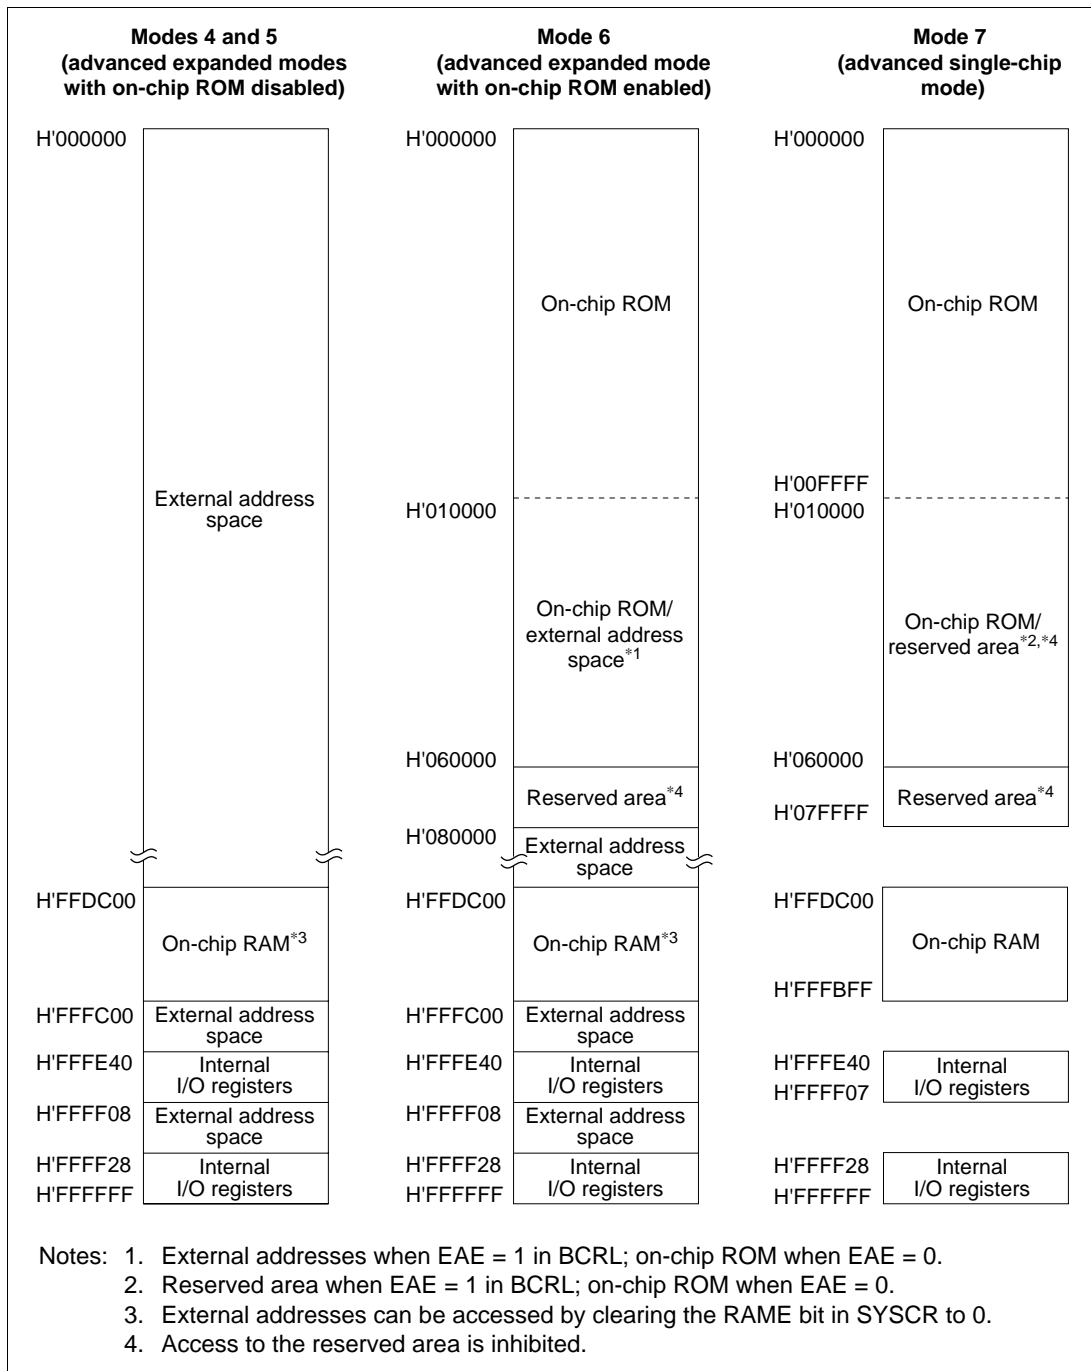 Modes 4 and 5
(advanced expanded modes
with on-chip ROM disabled)
H'000000
External address
space
H'FFDC00
On-chip RAM*3
H'FFFC00
External address
space
H'FFFE40
Internal
I/O registers
H'FFFF08
External address
space
H'FFFF28
Internal
I/O registers
H'FFFFFF
Mode 6
(advanced expanded mode
with on-chip ROM enabled)
H'000000
On-chip ROM
H'010000
On-chip ROM/
external address
space*1
H'060000
Reserved area*4
H'080000
External address
space
H'FFDC00
On-chip RAM*3
H'FFFC00
External address
space
H'FFFE40
Internal
I/O registers
H'FFFF08
External address
space
H'FFFF28
Internal
I/O registers
H'FFFFFF
Mode 7
(advanced single-chip
mode)
H'000000
On-chip ROM
H'00FFFF
H'010000
On-chip ROM/
reserved area*2,*4
H'060000
Reserved area*4
H'07FFFF
H'FFDC00
On-chip RAM
H'FFFBFF
H'FFFE40
Internal
I/O registers
H'FFFF07
H'FFFF28
Internal
I/O registers
H'FFFFFF
Notes: 1. External addresses when EAE = 1 in BCRL; on-chip ROM when EAE = 0.
2. Reserved area when EAE = 1 in BCRL; on-chip ROM when EAE = 0.
3. External addresses can be accessed by clearing the RAME bit in SYSCR to 0.
4. Access to the reserved area is inhibited.